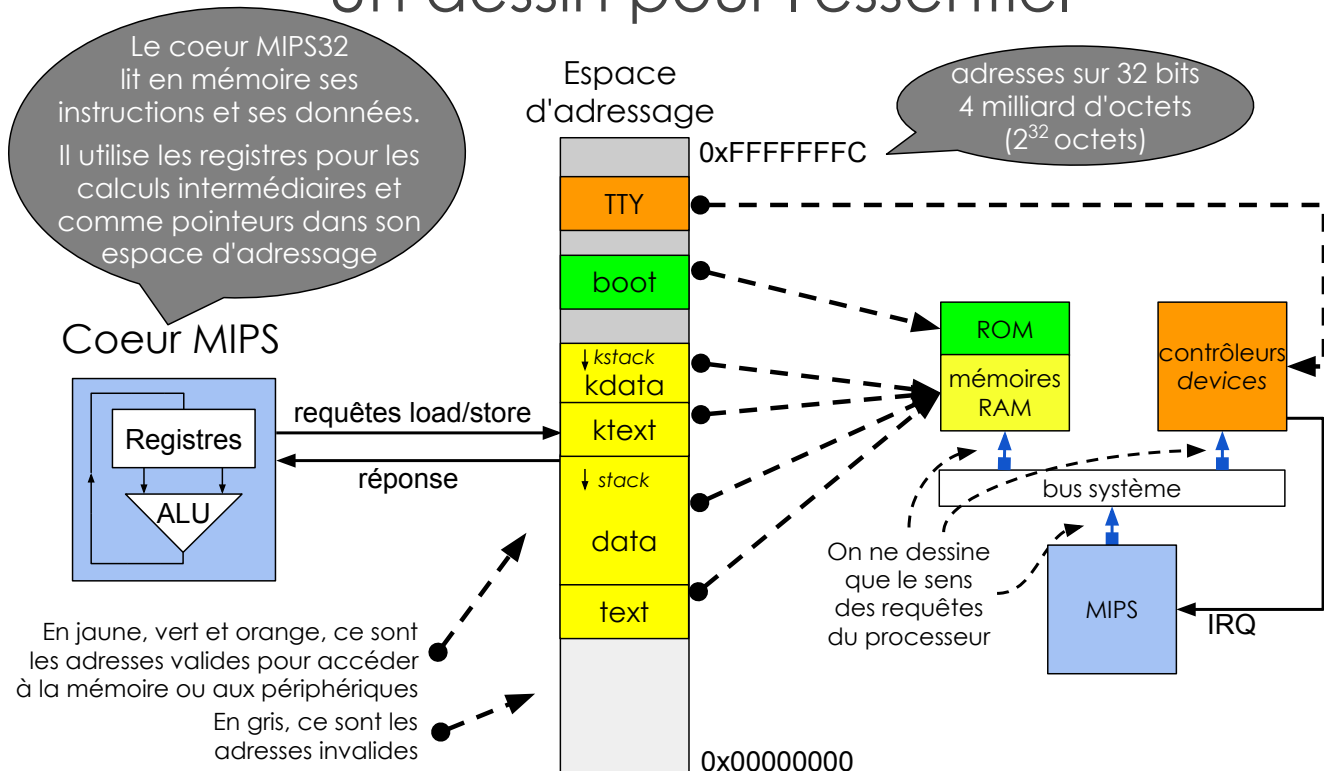 un dessin pour l'essentiel
Le coeur MIPS32
lit en mémoire ses
instructions et ses données.
Il utilise les registres pour les
calculs intermédiaires et
comme pointeurs dans son
espace d'adressage
Espace
d'adressage
adresses sur 32 bits
4 milliard d'octets
(2³² octets)
0xFFFFFFFC
TTY
boot
Coeur MIPS
Registres
ALU
requêtes load/store
réponse
↓ kstack
kdata
ktext
↓ stack
data
text
ROM
mémoires
RAM
contrôleurs
devices
bus système
On ne dessine
que le sens
des requêtes
du processeur
MIPS
IRQ
En jaune, vert et orange, ce sont
les adresses valides pour accéder
à la mémoire ou aux périphériques
En gris, ce sont les
adresses invalides
0x00000000